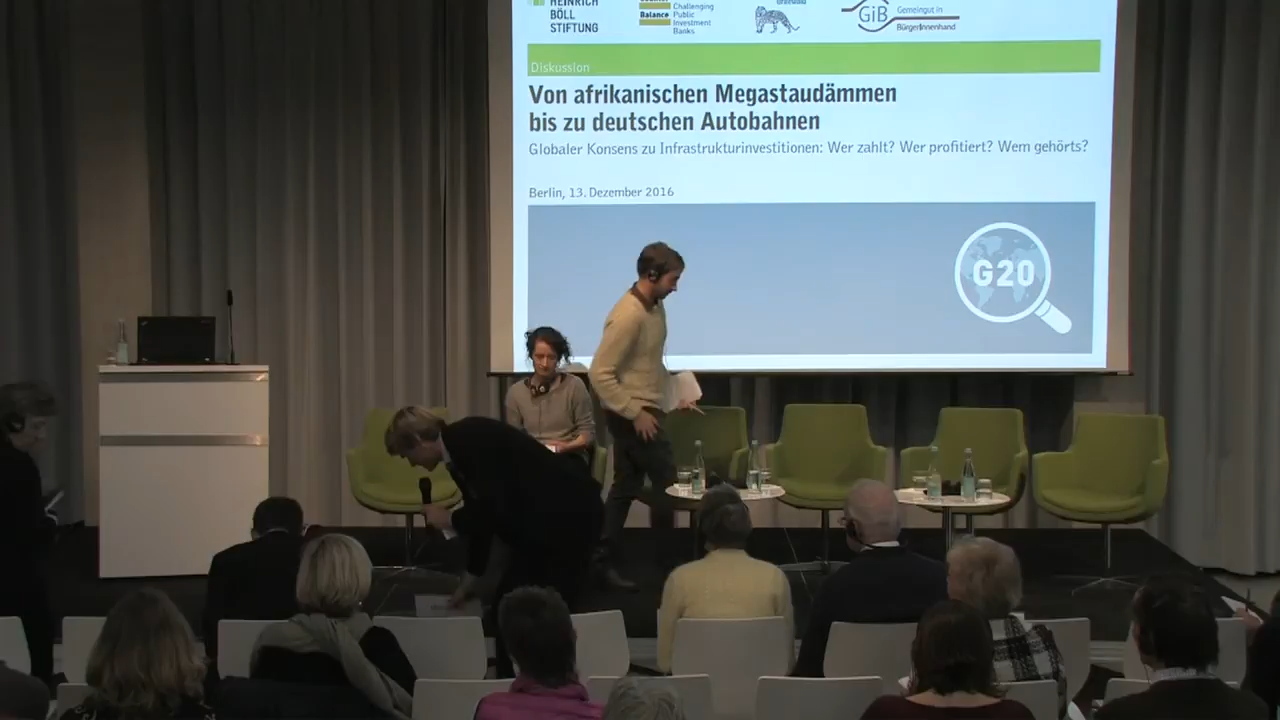 HEINRICH
BÖLL
STIFTUNG
Balance
Challenging
Public
Investment
Banks
GiB
Gemeingut in
BürgerInnenhand
Diskussion
Von afrikanischen Megastaudämmen
bis zu deutschen Autobahnen
Globaler Konsens zu Infrastrukturinvestitionen: Wer zahlt? Wer profitiert? Wem gehörts?
Berlin, 13. Dezember 2016
G20